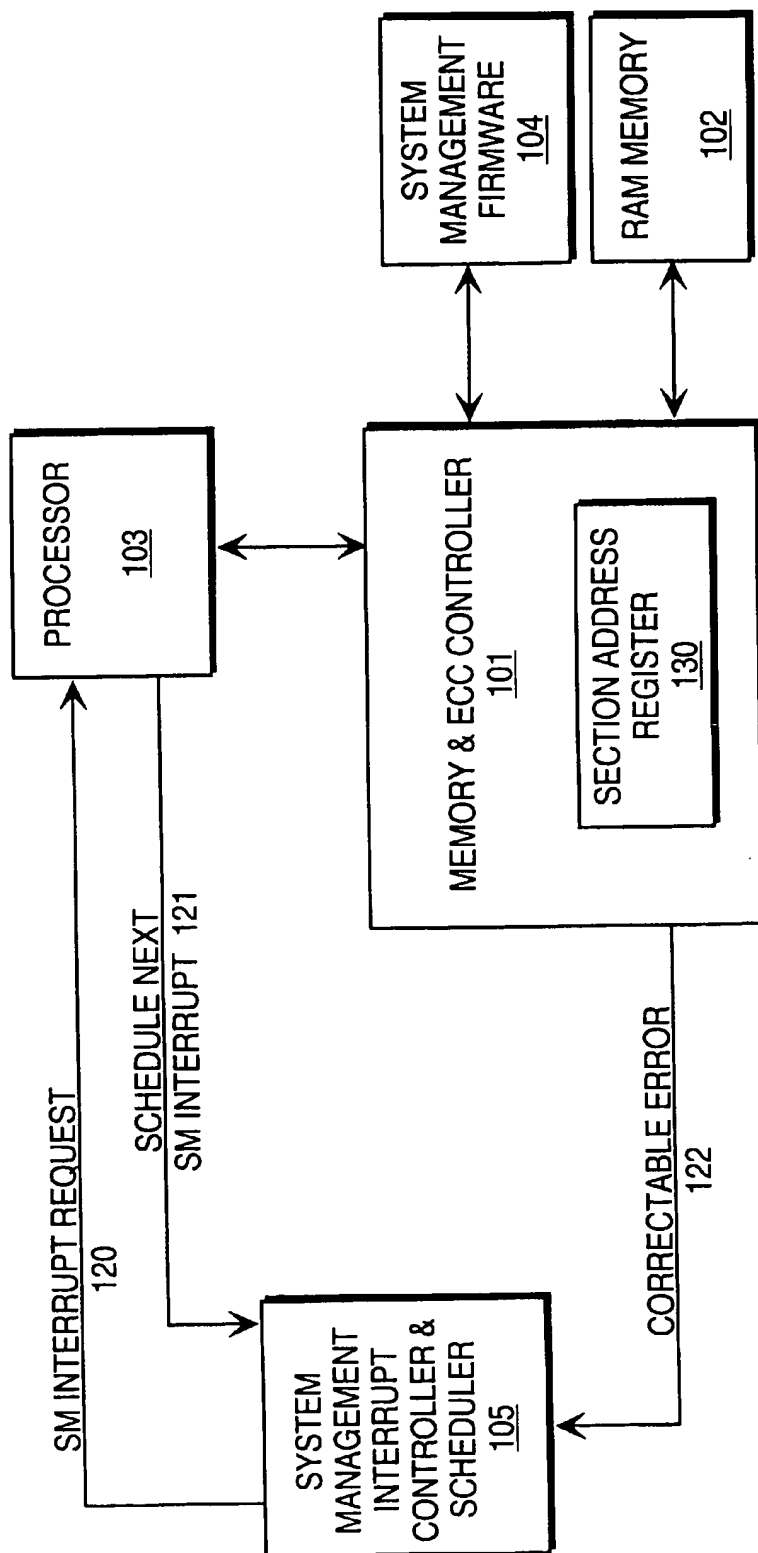 SM INTERRUPT REQUEST
120
SCHEDULE NEXT
SM INTERRUPT 121
PROCESSOR
103
SYSTEM
MANAGEMENT
INTERRUPT
CONTROLLER &
SCHEDULER
105
MEMORY & ECC CONTROLLER
101
SECTION ADDRESS
REGISTER
130
CORRECTABLE ERROR
122
SYSTEM
MANAGEMENT
FIRMWARE
104
RAM MEMORY
102